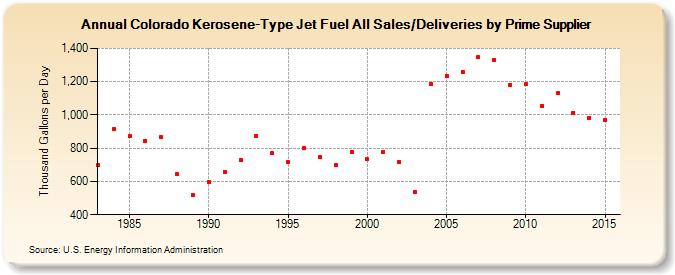 Annual Colorado Kerosene-Type Jet Fuel All Sales/Deliveries by Prime Supplier
Thousand Gallons per Day
1,400
1,200
1,000
800
600
400
1985 1990 1995 2000 2005 2010 2015
Source: U.S. Energy Information Administration